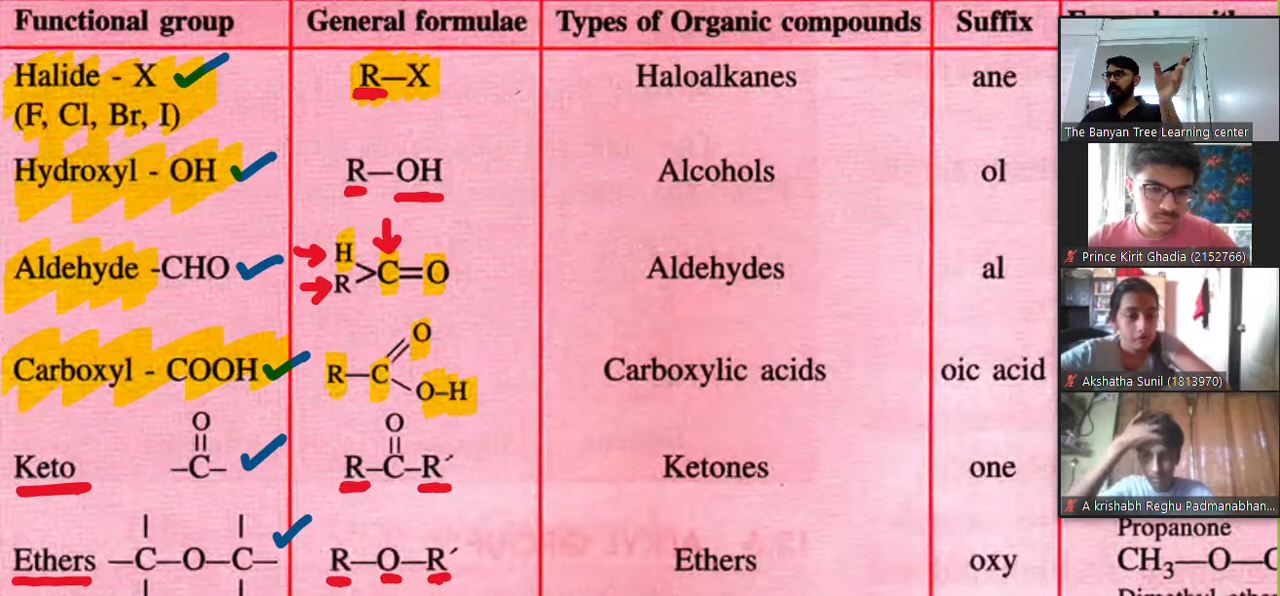 Functional group General formulae Types of Organic compounds Suffix
Halide - X R—X Haloalkanes ane
(F, Cl, Br, I)
Hydroxyl - OH R—OH Alcohols ol
Aldehyde -CHO H R >C=O Aldehydes al
Carboxyl - COOH R–C O O–H Carboxylic acids oic acid
Keto O –C– O R–C–R´ Ketones one
Ethers –C–O–C– R–O–R´ Ethers oxy
Propanone
CH₃—O—C
The Banyan Tree Learning center
Prince Kirit Ghadia (2152766)
Akshatha Sunil (1813970)
A krishabh Reghu Padmanabhan...